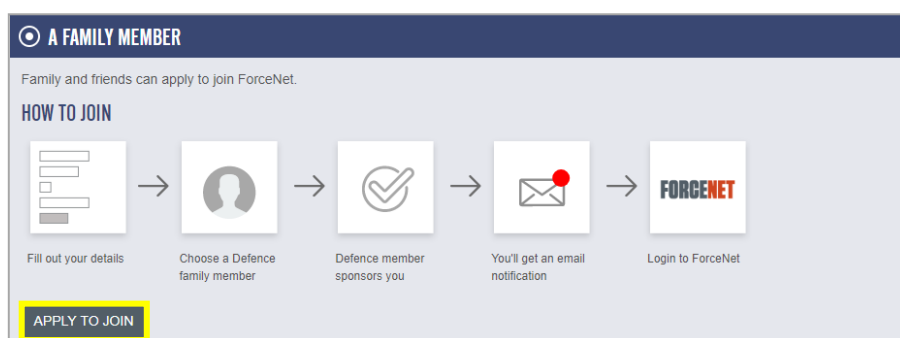 A FAMILY MEMBER
Family and friends can apply to join ForceNet.
HOW TO JOIN
FORCENET
Fill out your details
Choose a Defence
family member
Defence member
sponsors you
You'll get an email
notification
Login to ForceNet
APPLY TO JOIN